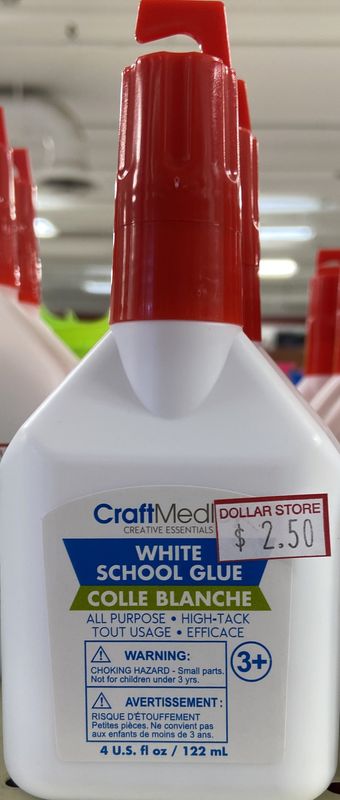 CraftMedi
CREATIVE ESSENTIALS
DOLLAR STORE
$ 2.50
WHITE
SCHOOL GLUE
COLLE BLANCHE
ALL PURPOSE • HIGH-TACK
TOUT USAGE • EFFICACE
⚠ WARNING:
CHOKING HAZARD - Small parts.
Not for children under 3 yrs.
3+
⚠ AVERTISSEMENT:
RISQUE D'ÉTOUFFEMENT
Petites pièces. Ne convient pas
aux enfants de moins de 3 ans.
4 U.S. fl oz / 122 mL